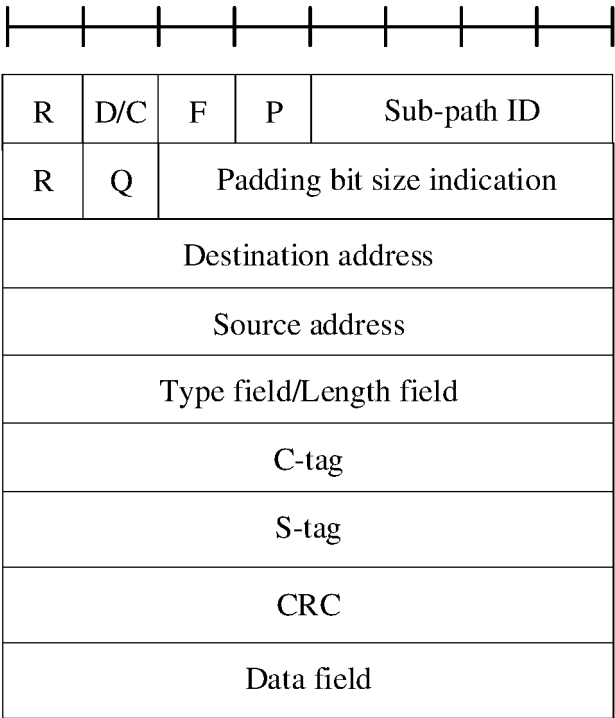 R D/C F P Sub-path ID
R Q Padding bit size indication
Destination address
Source address
Type field/Length field
C-tag
S-tag
CRC
Data field